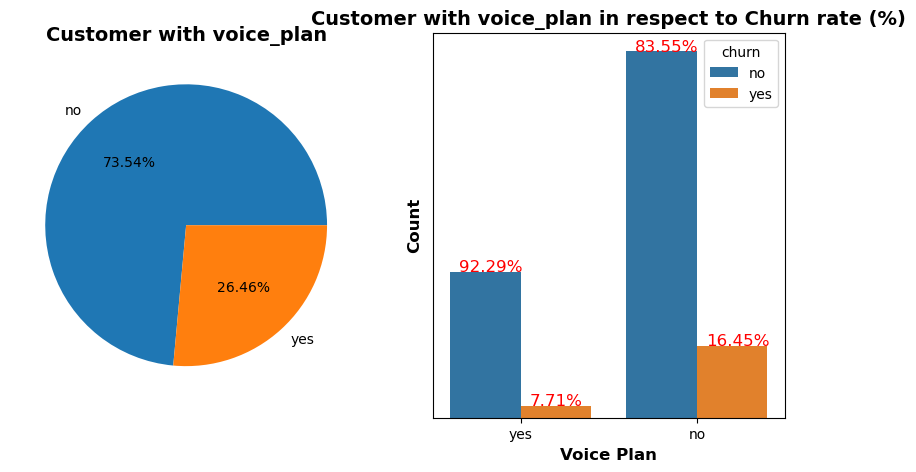 Customer with voice_plan
no
73.54%
26.46%
yes
Customer with voice_plan in respect to Churn rate (%)
83.55%
churn
no
yes
92.29%
16.45%
7.71%
Count
yes
no
Voice Plan